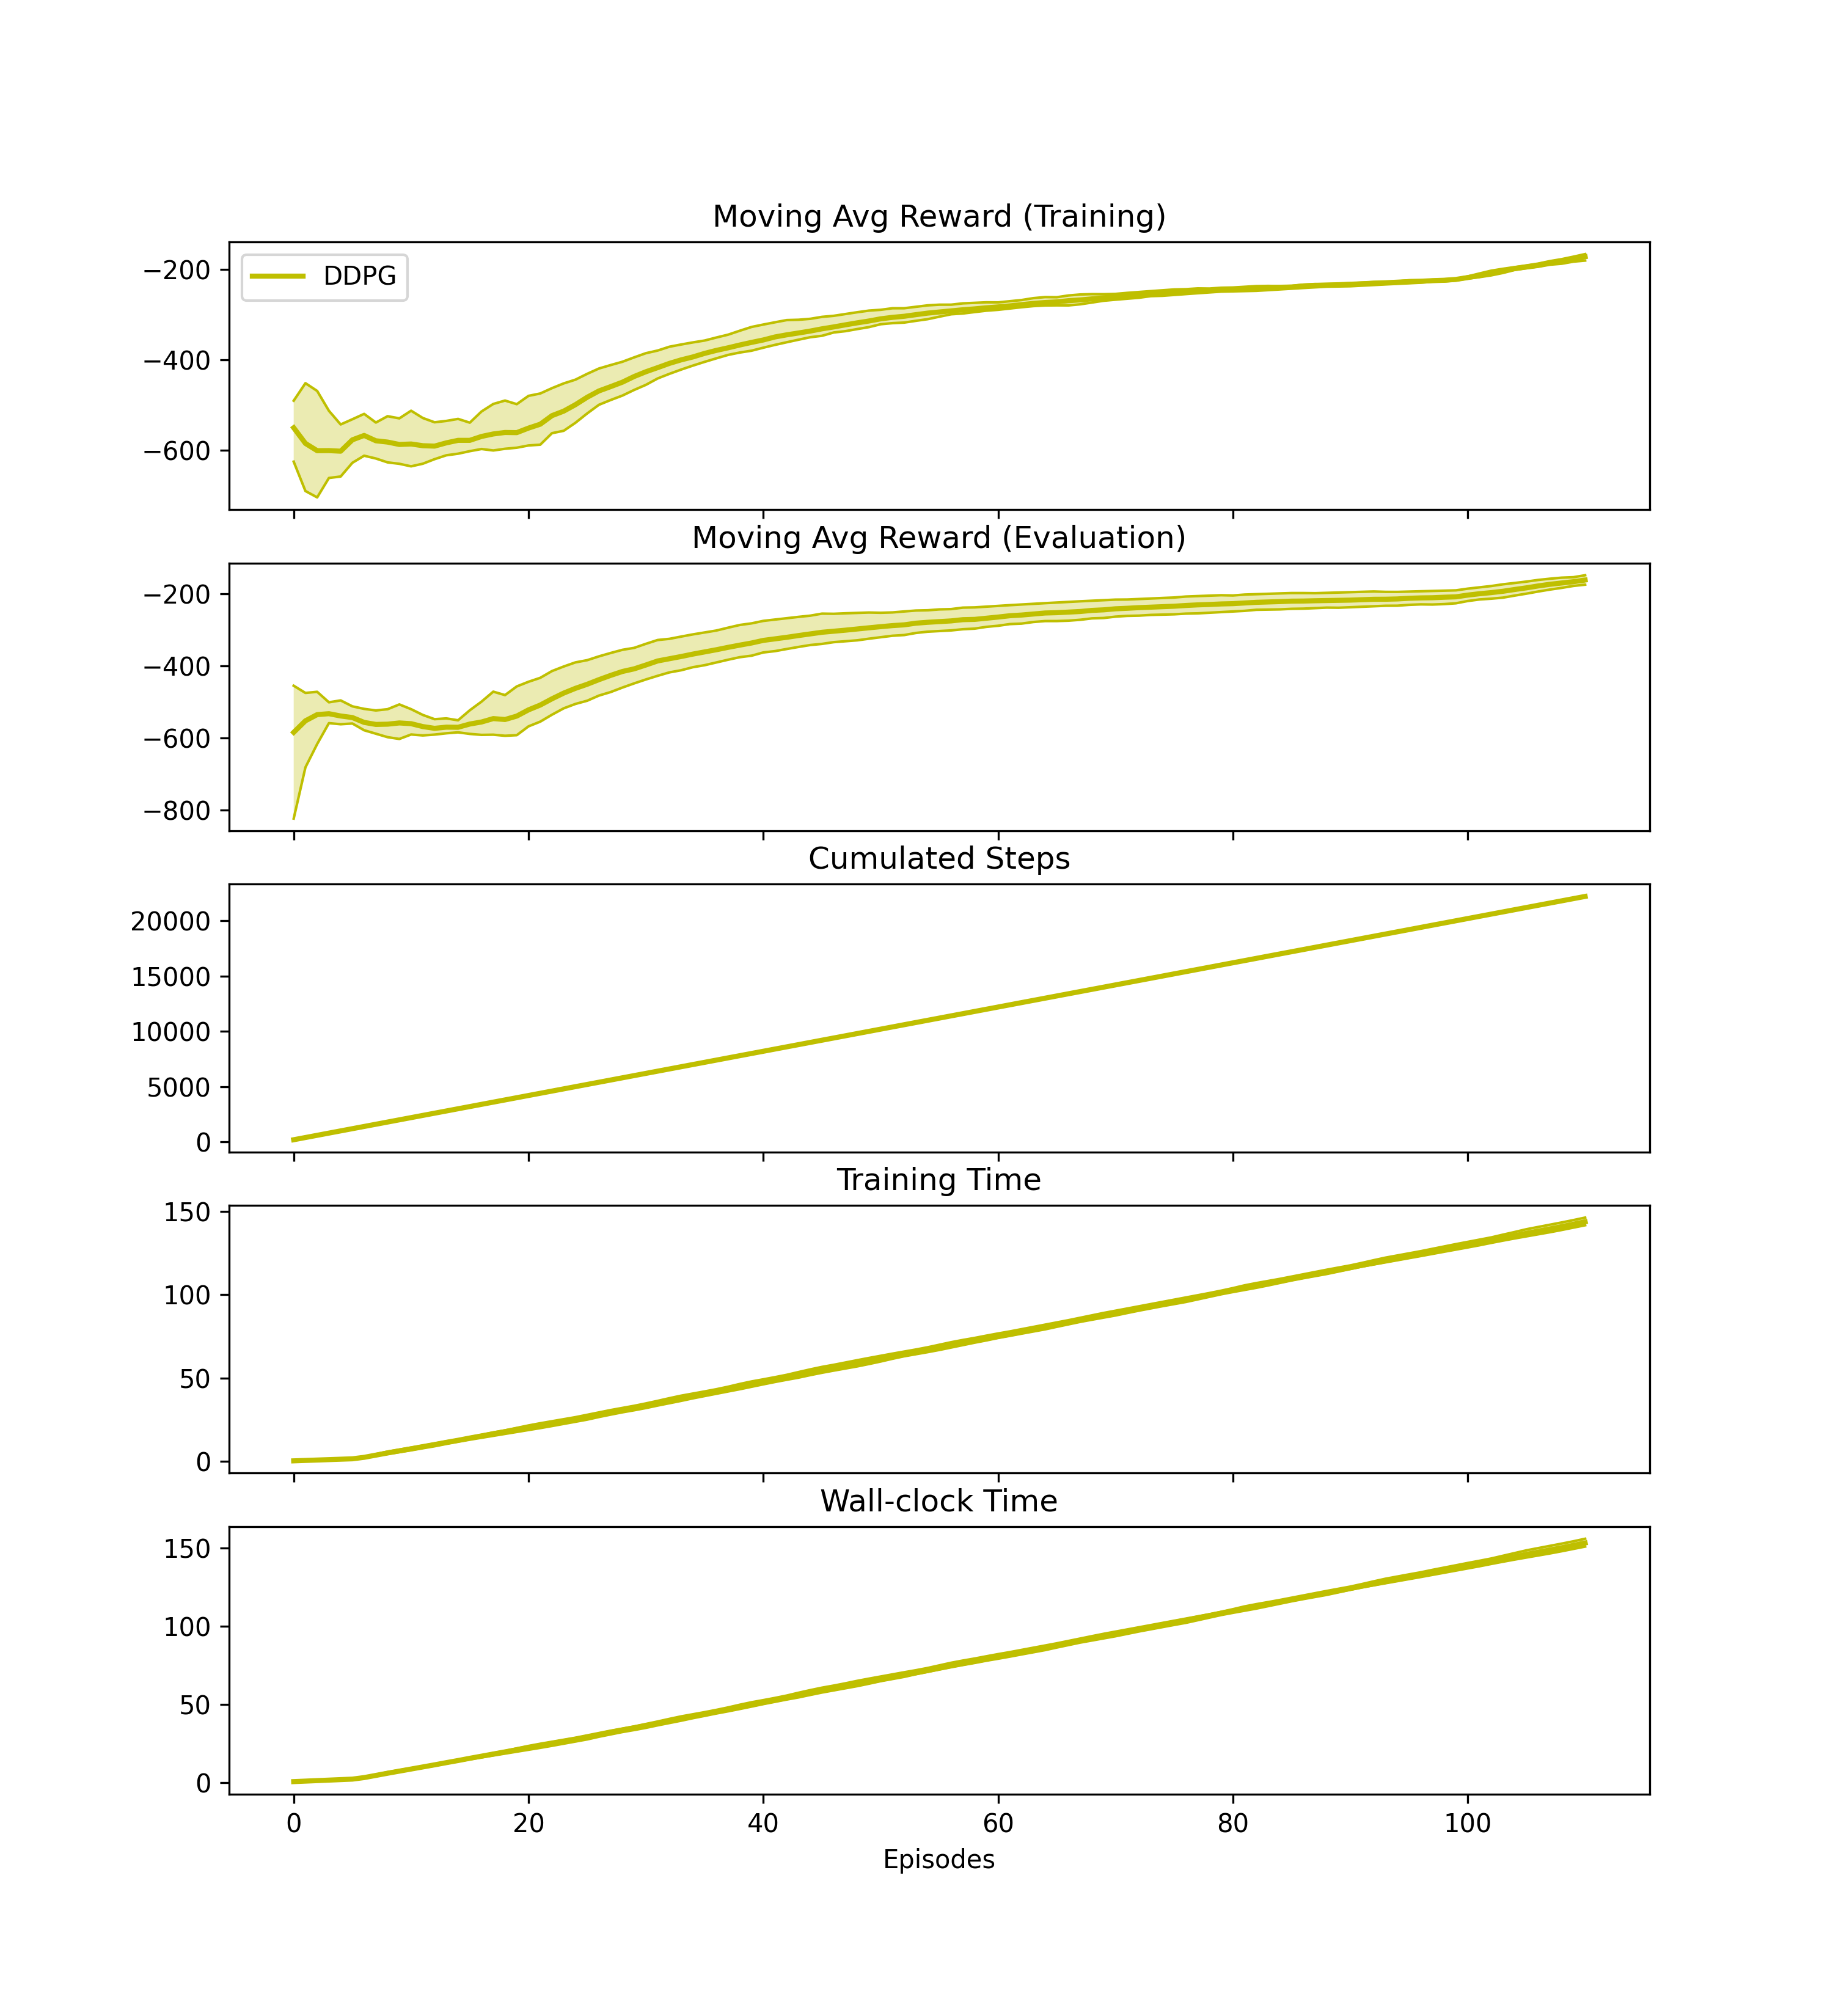 Moving Avg Reward (Training)
DDPG
−200
−400
−600
Moving Avg Reward (Evaluation)
−200
−400
−600
−800
Cumulated Steps
20000
15000
10000
5000
0
Training Time
150
100
50
0
Wall-clock Time
150
100
50
0
0 20 40 60 80 100
Episodes